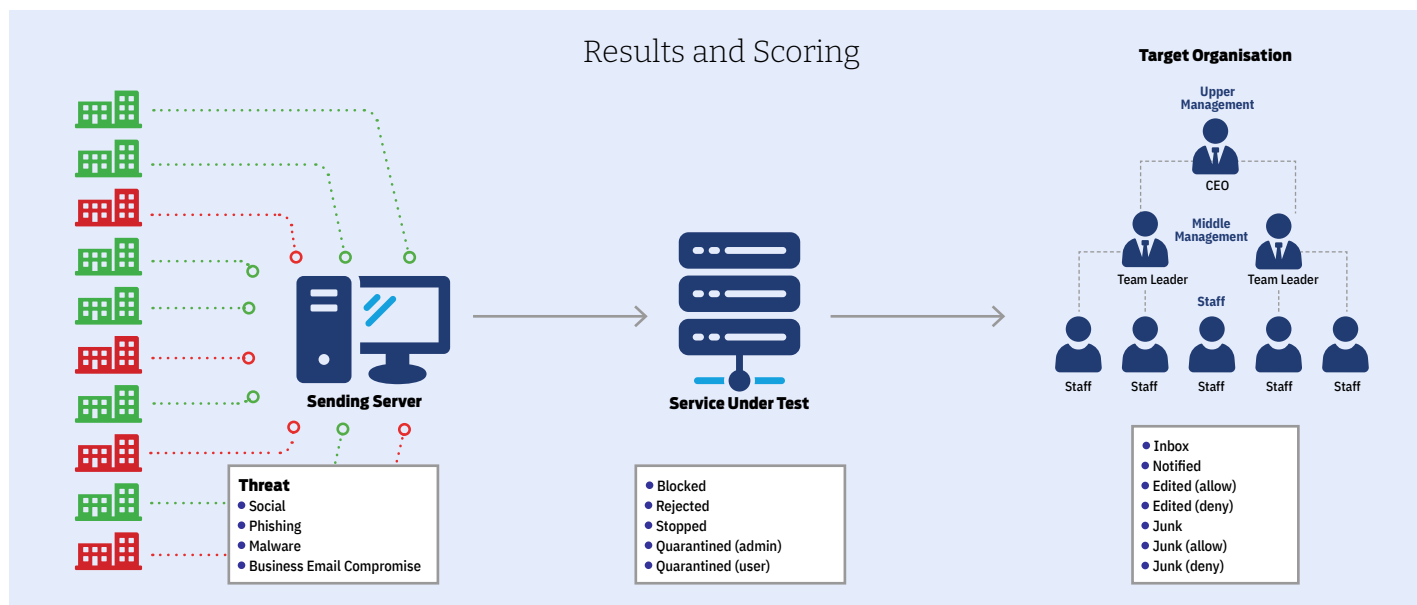 Results and Scoring
Target Organisation
Upper
Management
CEO
Middle
Management
Team Leader
Team Leader
Staff
Staff
Staff
Staff
Staff
Staff
Sending Server
Service Under Test
Threat
Social
Phishing
Malware
Business Email Compromise
Blocked
Rejected
Stopped
Quarantined (admin)
Quarantined (user)
Inbox
Notified
Edited (allow)
Edited (deny)
Junk
Junk (allow)
Junk (deny)